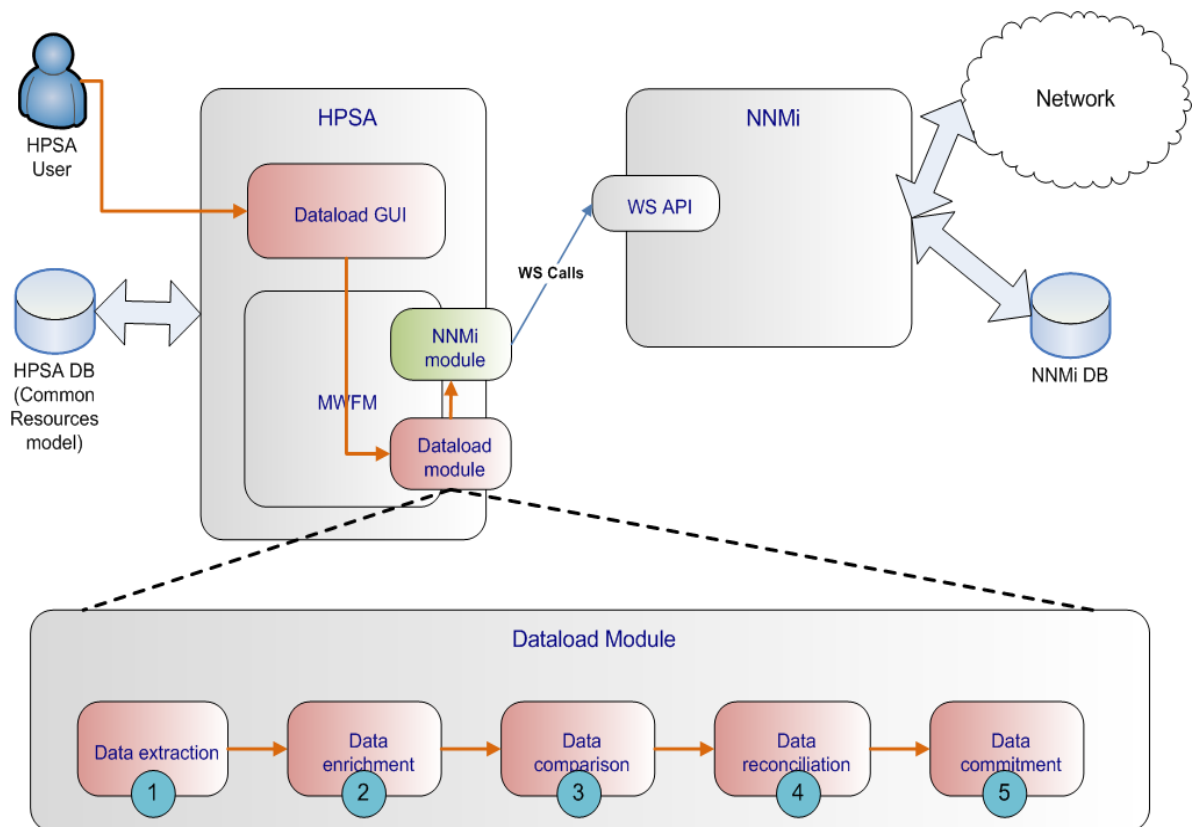 HPSA
User
HPSA
NNMi
Network
Dataload GUI
WS API
WS Calls
HPSA DB
(Common
Resources
model)
NNMi
module
MWFM
Dataload
module
NNMi DB
Dataload Module
Data extraction
1
Data
enrichment
2
Data
comparison
3
Data
reconciliation
4
Data
commitment
5